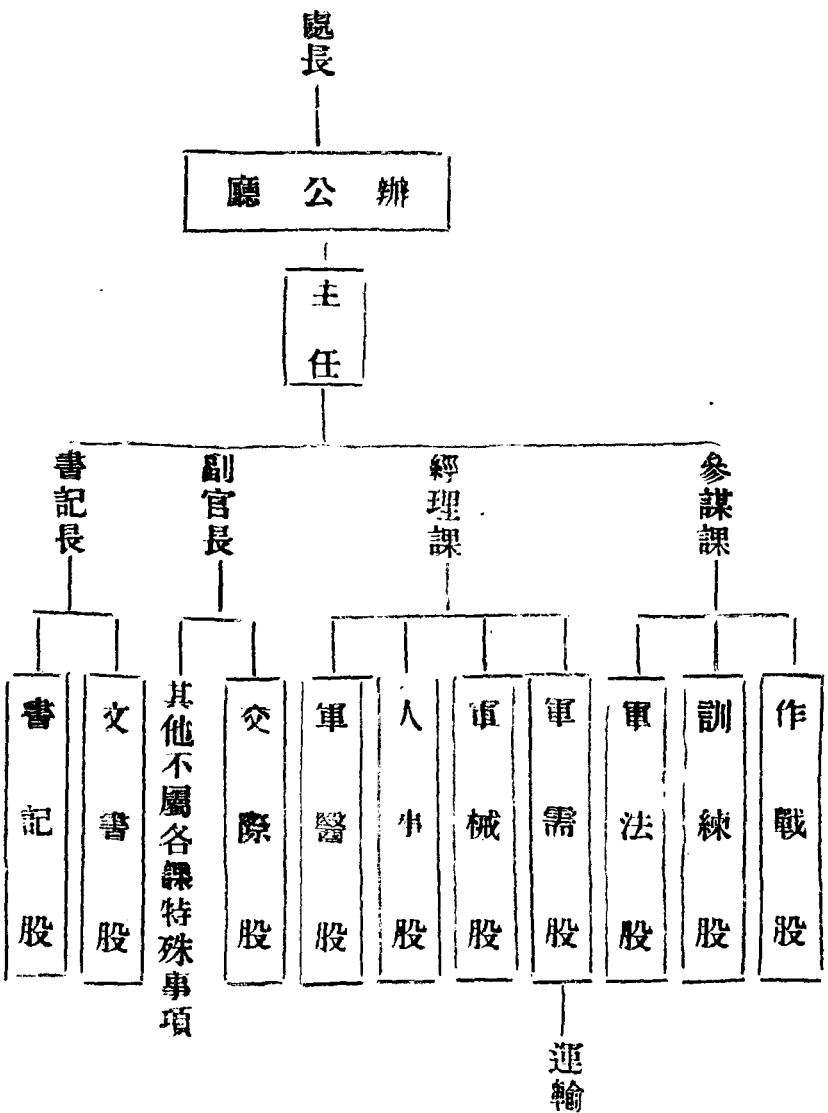 處長
辦公廳
主任
參謀課
經理課
副官長
書記長
作戰股
訓練股
軍法股
軍需股
軍械股
人事股
軍醫股
交際股
其他不屬各課特殊事項
文書股
書記股
運輸